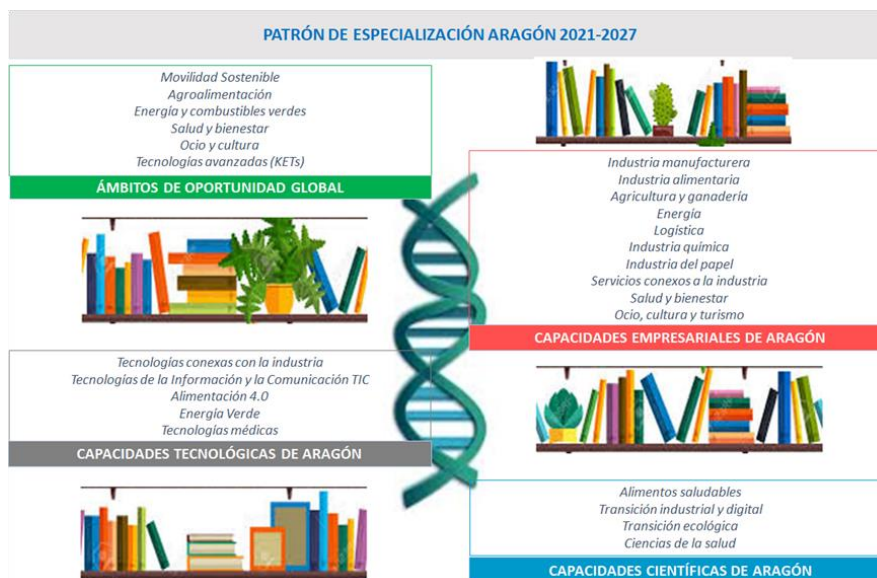 PATRÓN DE ESPECIALIZACIÓN ARAGÓN 2021-2027
Movilidad Sostenible
Agroalimentación
Energía y combustibles verdes
Salud y bienestar
Ocio y cultura
Tecnologías avanzadas (KETs)
ÁMBITOS DE OPORTUNIDAD GLOBAL
Industria manufacturera
Industria alimentaria
Agricultura y ganadería
Energía
Logistica
Industria química
Industria del papel
Servicios conexos a la industria
Salud y bienestar
Ocio, cultura y turismo
CAPACIDADES EMPRESARIALES DE ARAGÓN
Tecnologías conexas con la industria
Tecnologías de la Información y la Comunicación TIC
Alimentación 4.0
Energía Verde
Tecnologías médicas
CAPACIDADES TECNOLÓGICAS DE ARAGÓN
Alimentos saludables
Transición industrial y digital
Transición ecológica
Ciencias de la salud
CAPACIDADES CIENTÍFICAS DE ARAGÓN